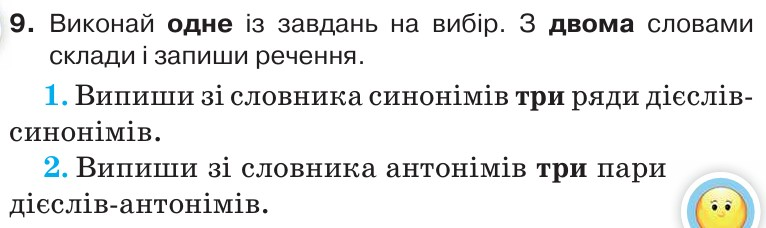 9. Виконай одне із завдань на вибір. З двома словами
склади і запиши речення.
1. Випиши зі словника синонімів три ряди дієслів-
синонімів.
2. Випиши зі словника антонімів три пари
дієслів-антонімів.